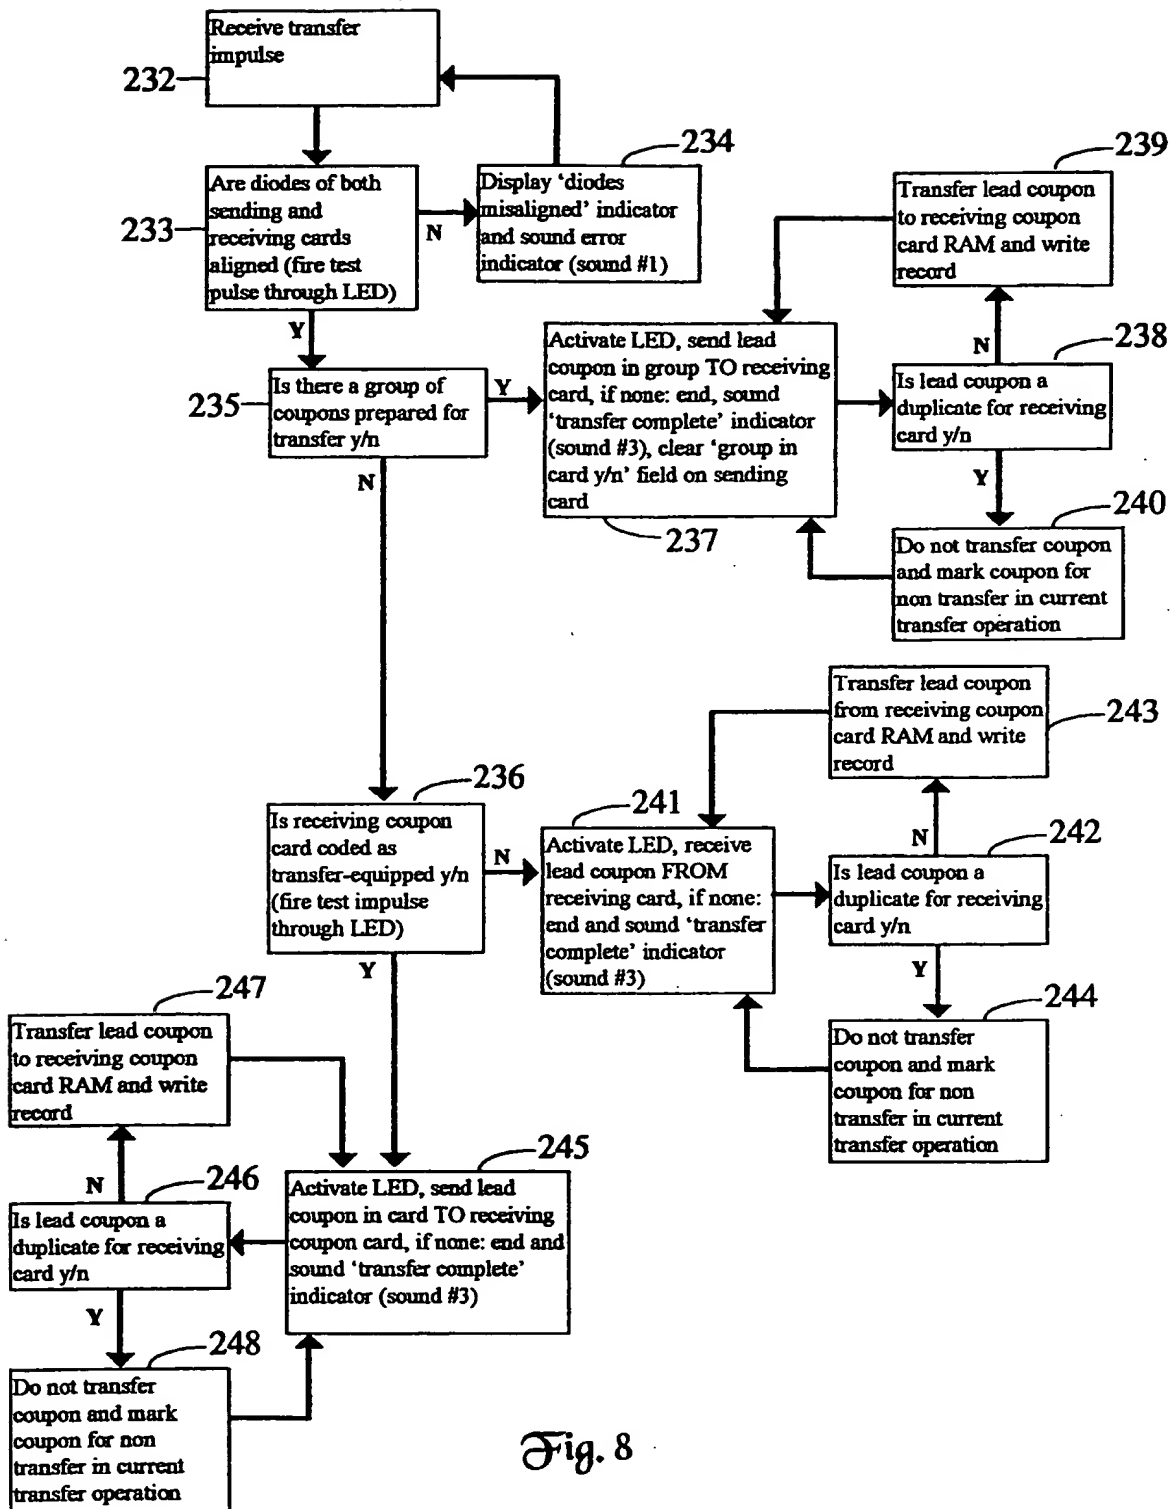 Receive transfer
impulse
232
Are diodes of both
sending and
receiving cards
aligned (fire test
pulse through LED)
233
N
Y
234
Display 'diodes
misaligned' indicator
and sound error
indicator (sound #1)
235
Is there a group of
coupons prepared for
transfer y/n
Y
N
Activate LED, send lead
coupon in group TO receiving
card, if none: end, sound
'transfer complete' indicator
(sound #3), clear 'group in
card y/n' field on sending
card
237
239
Transfer lead coupon
to receiving coupon
card RAM and write
record
N
238
Is lead coupon a
duplicate for receiving
card y/n
Y
240
Do not transfer coupon
and mark coupon for
non transfer in current
transfer operation
236
Is receiving coupon
card coded as
transfer-equipped y/n
(fire test impulse
through LED)
N
Y
241
Activate LED, receive
lead coupon FROM
receiving card, if none:
end and sound 'transfer
complete' indicator
(sound #3)
Transfer lead coupon
from receiving coupon
card RAM and write
record
243
N
242
Is lead coupon a
duplicate for receiving
card y/n
Y
244
Do not transfer
coupon and mark
coupon for non
transfer in current
transfer operation
247
Transfer lead coupon
to receiving coupon
card RAM and write
record
N
246
Is lead coupon a
duplicate for receiving
card y/n
Y
245
Activate LED, send lead
coupon in card TO receiving
coupon card, if none: end and
sound 'transfer complete'
indicator (sound #3)
248
Do not transfer
coupon and mark
coupon for non
transfer in current
transfer operation
Fig. 8